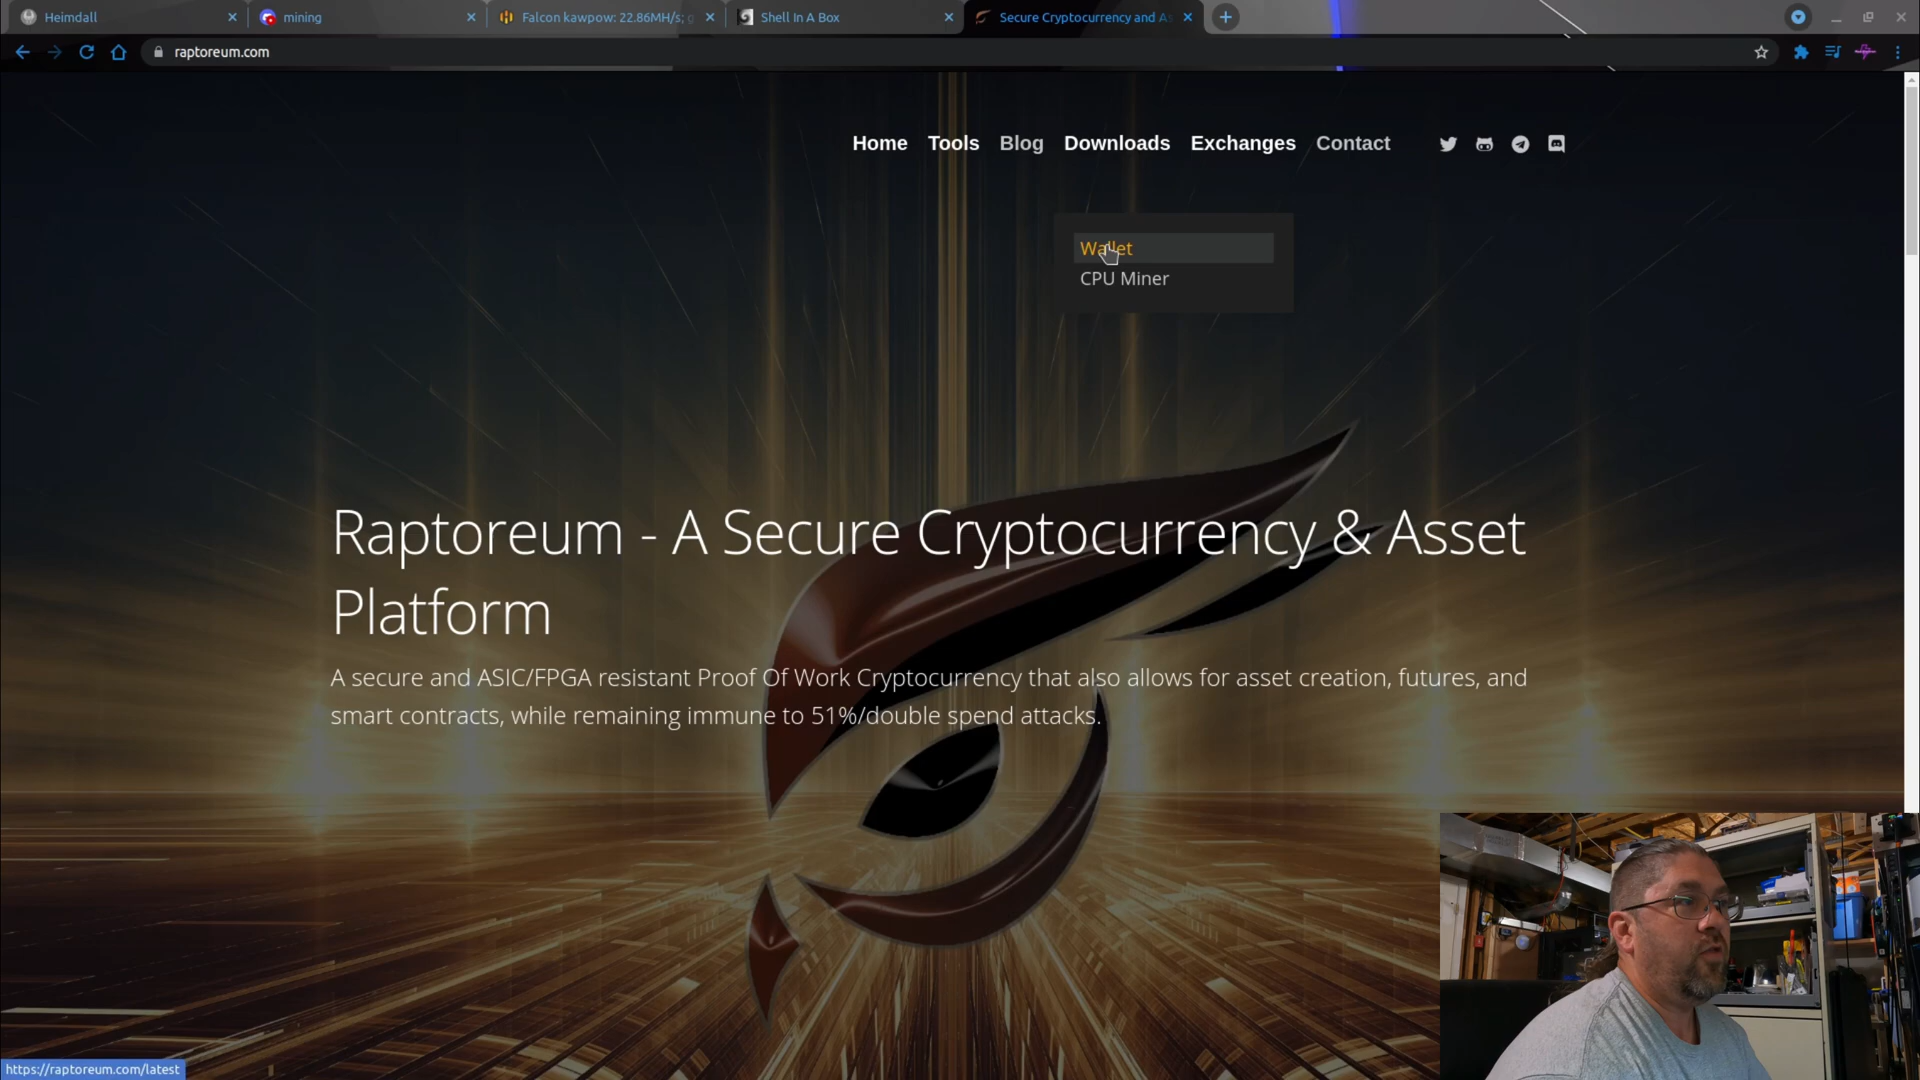 Heimdall
mining
Falcon kawpow: 22.86MH/s; g
Shell In A Box
Secure Cryptocurrency and As
raptoreum.com
Home Tools Blog Downloads Exchanges Contact
Wallet
CPU Miner
Raptoreum - A Secure Cryptocurrency & Asset
Platform
A secure and ASIC/FPGA resistant Proof Of Work Cryptocurrency that also allows for asset creation, futures, and
smart contracts, while remaining immune to 51%/double spend attacks.
https://raptoreum.com/latest